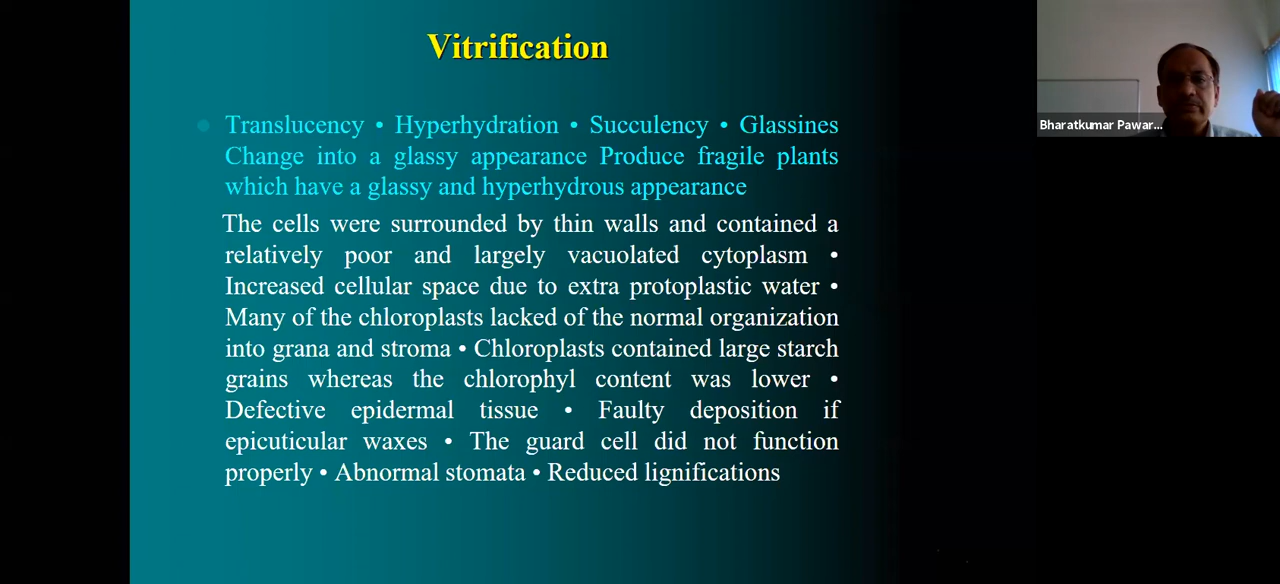 Vitrification
Translucency • Hyperhydration • Succulency • Glassines
Change into a glassy appearance Produce fragile plants
which have a glassy and hyperhydrous appearance
The cells were surrounded by thin walls and contained a
relatively poor and largely vacuolated cytoplasm •
Increased cellular space due to extra protoplastic water •
Many of the chloroplasts lacked of the normal organization
into grana and stroma • Chloroplasts contained large starch
grains whereas the chlorophyl content was lower •
Defective epidermal tissue • Faulty deposition if
epicuticular waxes • The guard cell did not function
properly • Abnormal stomata • Reduced lignifications
Bharatkumar Pawar...